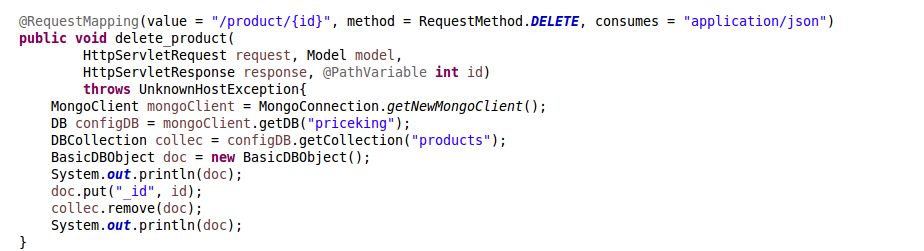 @RequestMapping(value = "/product/{id}", method = RequestMethod.DELETE, consumes = "application/json")
public void delete_product(
        HttpServletRequest request, Model model,
        HttpServletResponse response, @PathVariable int id)
        throws UnknownHostException{
    MongoClient mongoClient = MongoConnection.getNewMongoClient();
    DB configDB = mongoClient.getDB("priceking");
    DBCollection collec = configDB.getCollection("products");
    BasicDBObject doc = new BasicDBObject();
    System.out.println(doc);
    doc.put("_id", id);
    collec.remove(doc);
    System.out.println(doc);
}